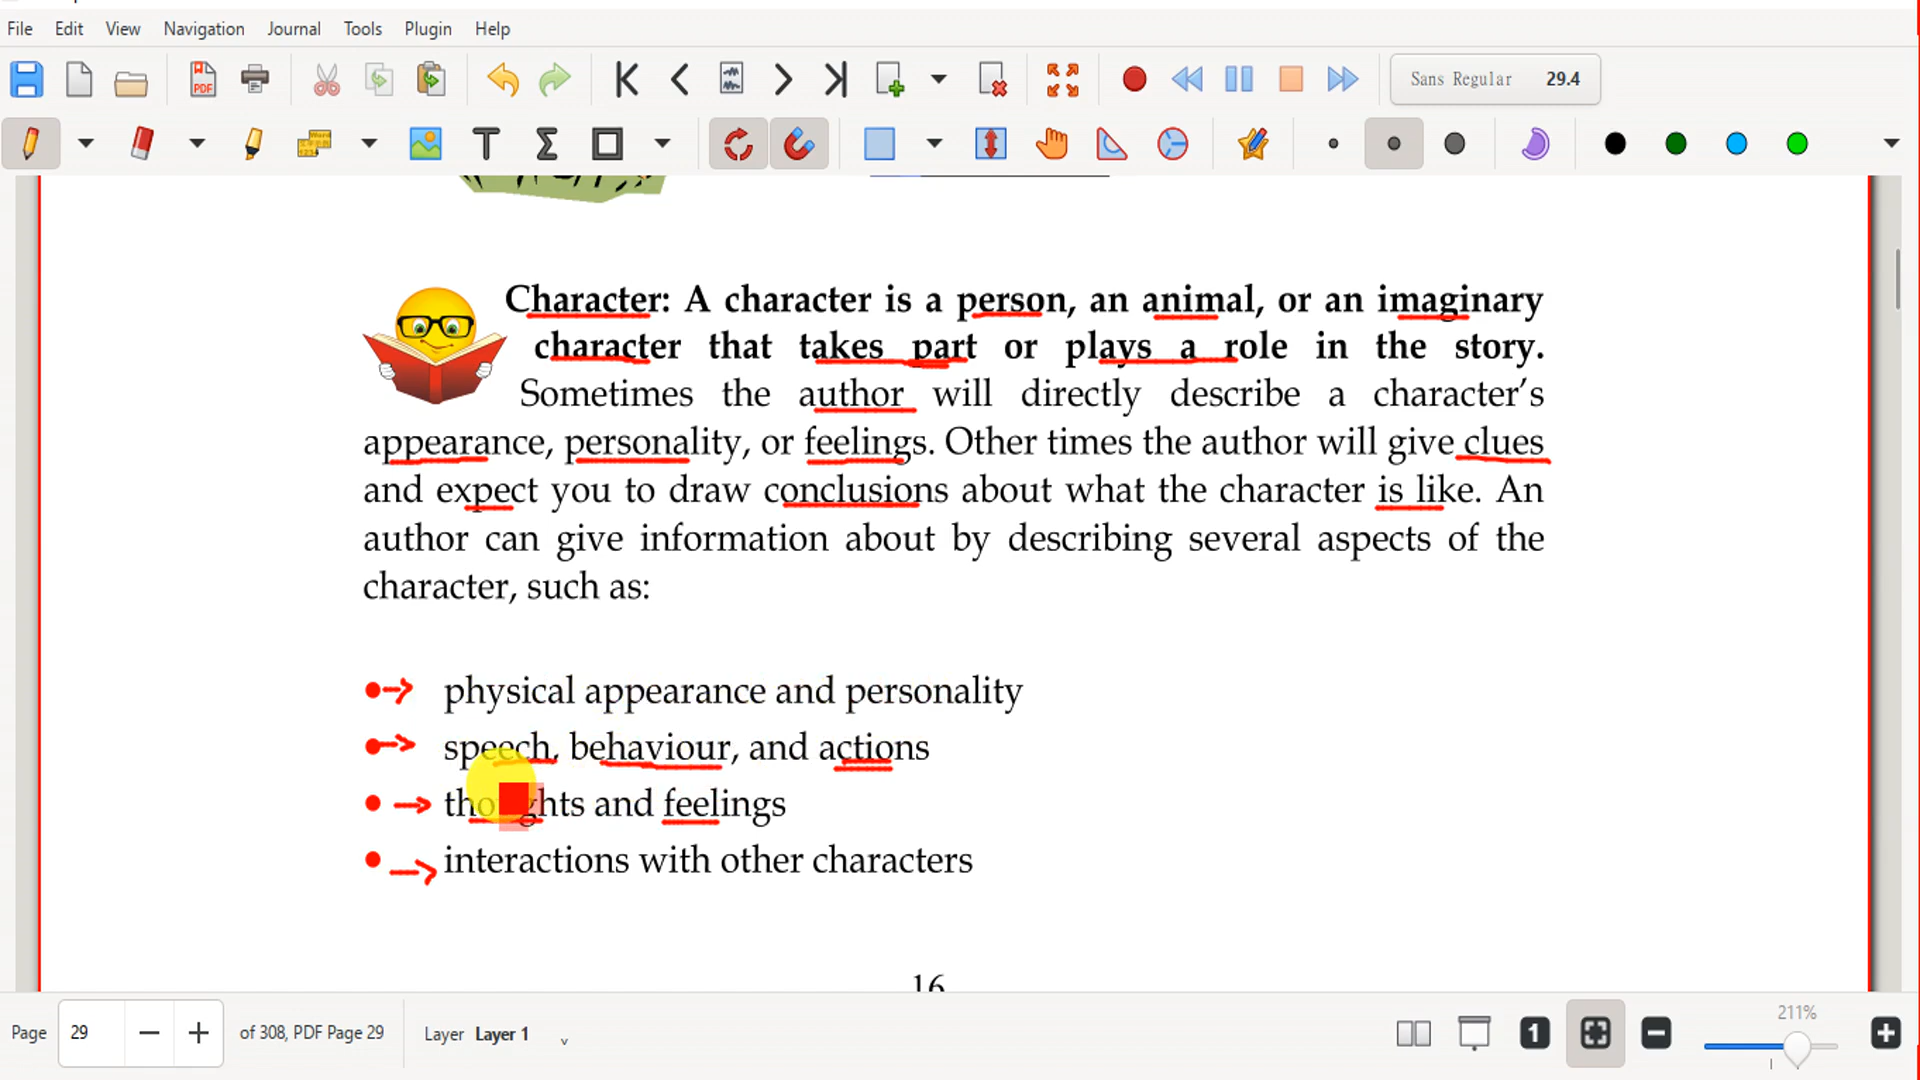 File Edit View Navigation Journal Tools Plugin Help
PDF Sans Regular 29.4
Word T Σ
Character: A character is a person, an animal, or an imaginary
character that takes part or plays a role in the story.
Sometimes the author will directly describe a character’s
appearance, personality, or feelings. Other times the author will give clues
and expect you to draw conclusions about what the character is like. An
author can give information about by describing several aspects of the
character, such as:
• physical appearance and personality
• speech, behaviour, and actions
• thoughts and feelings
• interactions with other characters
16
Page 29 of 308, PDF Page 29 Layer Layer 1 1 211%